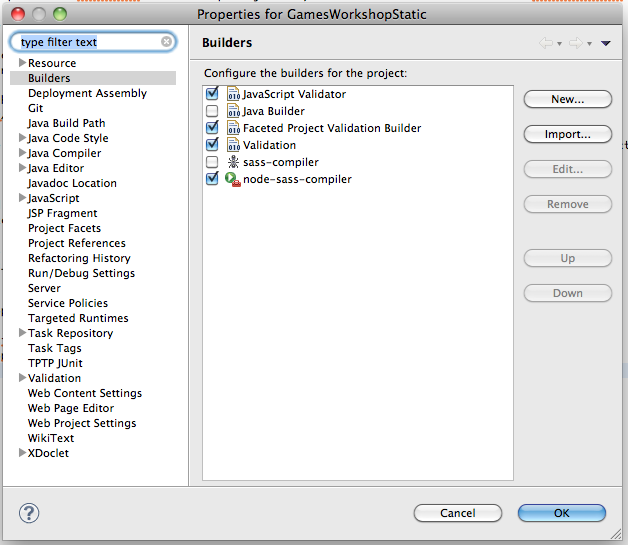 Properties for GamesWorkshopStatic
type filter text
Resource
Builders
Deployment Assembly
Git
Java Build Path
Java Code Style
Java Compiler
Java Editor
Javadoc Location
JavaScript
JSP Fragment
Project Facets
Project References
Refactoring History
Run/Debug Settings
Server
Service Policies
Targeted Runtimes
Task Repository
Task Tags
TPTP JUnit
Validation
Web Content Settings
Web Page Editor
Web Project Settings
WikiText
XDoclet
Builders
Configure the builders for the project:
JavaScript Validator
Java Builder
Faceted Project Validation Builder
Validation
sass-compiler
node-sass-compiler
New...
Import...
Edit...
Remove
Up
Down
?
Cancel
OK